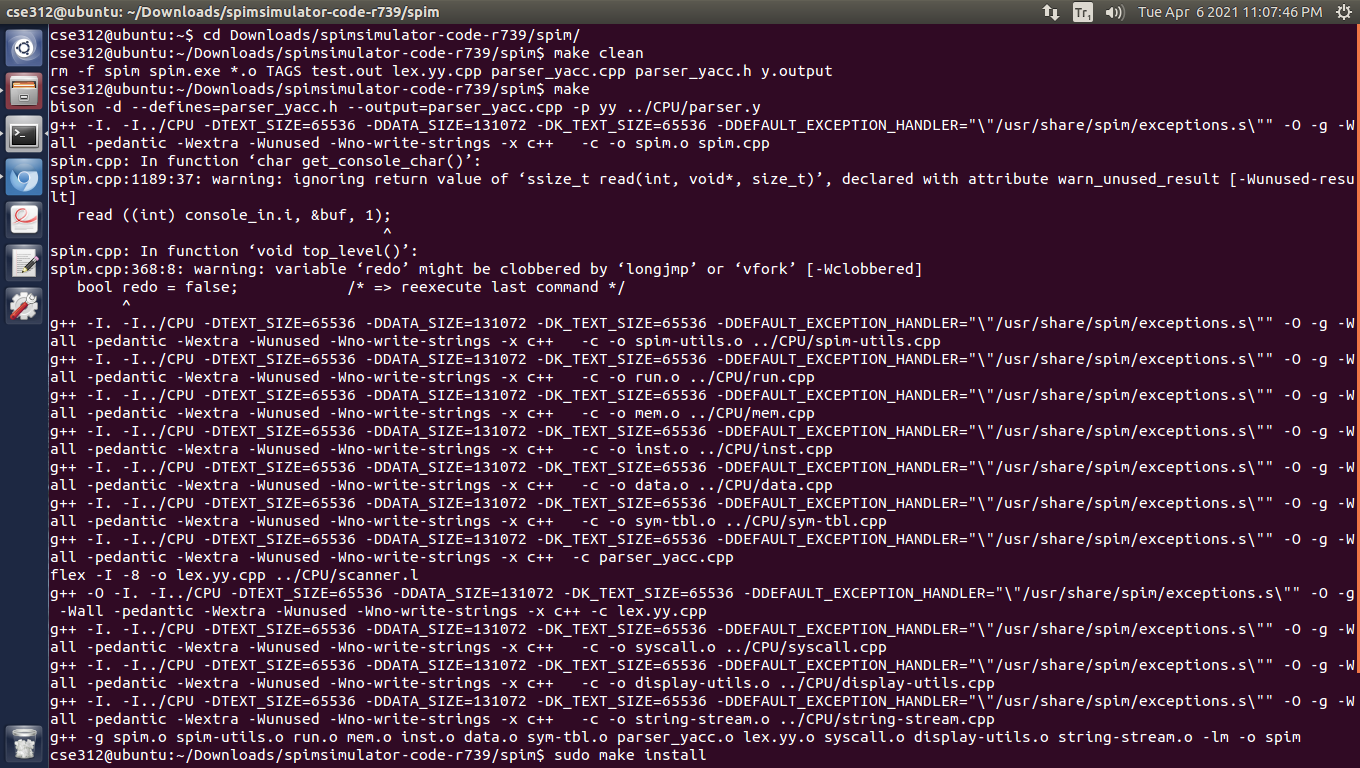 cse312@ubuntu: ~/Downloads/spimsimulator-code-r739/spim
Tr1
Tue Apr 6 2021 11:07:46 PM
cse312@ubuntu:~$ cd Downloads/spimsimulator-code-r739/spim/
cse312@ubuntu:~/Downloads/spimsimulator-code-r739/spim$ make clean
rm -f spim spim.exe *.o TAGS test.out lex.yy.cpp parser_yacc.cpp parser_yacc.h y.output
cse312@ubuntu:~/Downloads/spimsimulator-code-r739/spim$ make
bison -d --defines=parser_yacc.h --output=parser_yacc.cpp -p yy ../CPU/parser.y
g++ -I. -I../CPU -DTEXT_SIZE=65536 -DDATA_SIZE=131072 -DK_TEXT_SIZE=65536 -DDEFAULT_EXCEPTION_HANDLER="\"/usr/share/spim/exceptions.s\"" -O -g -W
all -pedantic -Wextra -Wunused -Wno-write-strings -x c++   -c -o spim.o spim.cpp
spim.cpp: In function ‘char get_console_char()’:
spim.cpp:1189:37: warning: ignoring return value of ‘ssize_t read(int, void*, size_t)’, declared with attribute warn_unused_result [-Wunused-resu
lt]
   read ((int) console_in.i, &buf, 1);
                                     ^
spim.cpp: In function ‘void top_level()’:
spim.cpp:368:8: warning: variable ‘redo’ might be clobbered by ‘longjmp’ or ‘vfork’ [-Wclobbered]
   bool redo = false;            /* => reexecute last command */
        ^
g++ -I. -I../CPU -DTEXT_SIZE=65536 -DDATA_SIZE=131072 -DK_TEXT_SIZE=65536 -DDEFAULT_EXCEPTION_HANDLER="\"/usr/share/spim/exceptions.s\"" -O -g -W
all -pedantic -Wextra -Wunused -Wno-write-strings -x c++   -c -o spim-utils.o ../CPU/spim-utils.cpp
g++ -I. -I../CPU -DTEXT_SIZE=65536 -DDATA_SIZE=131072 -DK_TEXT_SIZE=65536 -DDEFAULT_EXCEPTION_HANDLER="\"/usr/share/spim/exceptions.s\"" -O -g -W
all -pedantic -Wextra -Wunused -Wno-write-strings -x c++   -c -o run.o ../CPU/run.cpp
g++ -I. -I../CPU -DTEXT_SIZE=65536 -DDATA_SIZE=131072 -DK_TEXT_SIZE=65536 -DDEFAULT_EXCEPTION_HANDLER="\"/usr/share/spim/exceptions.s\"" -O -g -W
all -pedantic -Wextra -Wunused -Wno-write-strings -x c++   -c -o mem.o ../CPU/mem.cpp
g++ -I. -I../CPU -DTEXT_SIZE=65536 -DDATA_SIZE=131072 -DK_TEXT_SIZE=65536 -DDEFAULT_EXCEPTION_HANDLER="\"/usr/share/spim/exceptions.s\"" -O -g -W
all -pedantic -Wextra -Wunused -Wno-write-strings -x c++   -c -o inst.o ../CPU/inst.cpp
g++ -I. -I../CPU -DTEXT_SIZE=65536 -DDATA_SIZE=131072 -DK_TEXT_SIZE=65536 -DDEFAULT_EXCEPTION_HANDLER="\"/usr/share/spim/exceptions.s\"" -O -g -W
all -pedantic -Wextra -Wunused -Wno-write-strings -x c++   -c -o data.o ../CPU/data.cpp
g++ -I. -I../CPU -DTEXT_SIZE=65536 -DDATA_SIZE=131072 -DK_TEXT_SIZE=65536 -DDEFAULT_EXCEPTION_HANDLER="\"/usr/share/spim/exceptions.s\"" -O -g -W
all -pedantic -Wextra -Wunused -Wno-write-strings -x c++   -c -o sym-tbl.o ../CPU/sym-tbl.cpp
g++ -I. -I../CPU -DTEXT_SIZE=65536 -DDATA_SIZE=131072 -DK_TEXT_SIZE=65536 -DDEFAULT_EXCEPTION_HANDLER="\"/usr/share/spim/exceptions.s\"" -O -g -W
all -pedantic -Wextra -Wunused -Wno-write-strings -x c++  -c parser_yacc.cpp
flex -I -8 -o lex.yy.cpp ../CPU/scanner.l
g++ -O -I. -I../CPU -DTEXT_SIZE=65536 -DDATA_SIZE=131072 -DK_TEXT_SIZE=65536 -DDEFAULT_EXCEPTION_HANDLER="\"/usr/share/spim/exceptions.s\"" -O -g
 -Wall -pedantic -Wextra -Wunused -Wno-write-strings -x c++ -c lex.yy.cpp
g++ -I. -I../CPU -DTEXT_SIZE=65536 -DDATA_SIZE=131072 -DK_TEXT_SIZE=65536 -DDEFAULT_EXCEPTION_HANDLER="\"/usr/share/spim/exceptions.s\"" -O -g -W
all -pedantic -Wextra -Wunused -Wno-write-strings -x c++   -c -o syscall.o ../CPU/syscall.cpp
g++ -I. -I../CPU -DTEXT_SIZE=65536 -DDATA_SIZE=131072 -DK_TEXT_SIZE=65536 -DDEFAULT_EXCEPTION_HANDLER="\"/usr/share/spim/exceptions.s\"" -O -g -W
all -pedantic -Wextra -Wunused -Wno-write-strings -x c++   -c -o display-utils.o ../CPU/display-utils.cpp
g++ -I. -I../CPU -DTEXT_SIZE=65536 -DDATA_SIZE=131072 -DK_TEXT_SIZE=65536 -DDEFAULT_EXCEPTION_HANDLER="\"/usr/share/spim/exceptions.s\"" -O -g -W
all -pedantic -Wextra -Wunused -Wno-write-strings -x c++   -c -o string-stream.o ../CPU/string-stream.cpp
g++ -g spim.o spim-utils.o run.o mem.o inst.o data.o sym-tbl.o parser_yacc.o lex.yy.o syscall.o display-utils.o string-stream.o -lm -o spim
cse312@ubuntu:~/Downloads/spimsimulator-code-r739/spim$ sudo make install